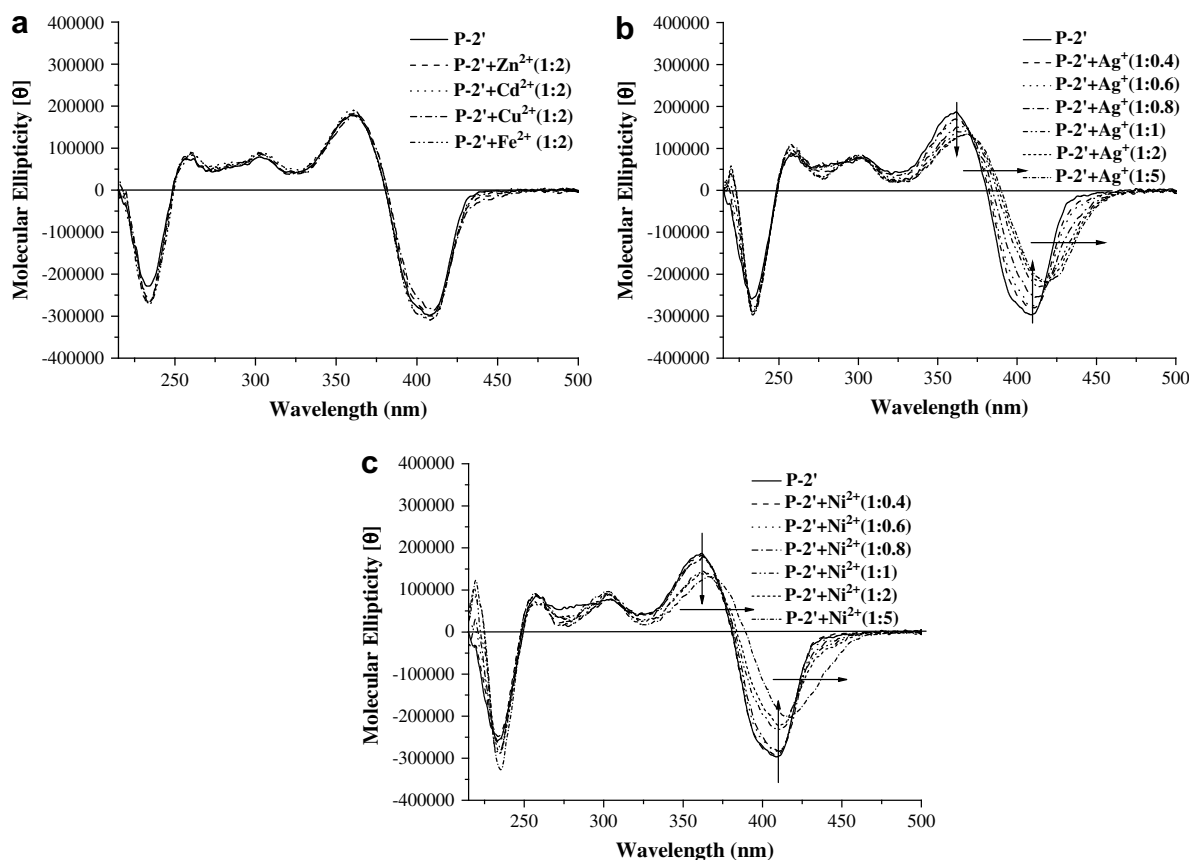 a
400000
300000
200000
100000
0
-100000
-200000
-300000
-400000
Molecular Ellipticity [θ]
P-2'
P-2'+Zn²⁺(1:2)
P-2'+Cd²⁺(1:2)
P-2'+Cu²⁺(1:2)
P-2'+Fe²⁺ (1:2)
250 300 350 400 450 500
Wavelength (nm)
b
400000
300000
200000
100000
0
-100000
-200000
-300000
-400000
Molecular Ellipticity [θ]
P-2'
P-2'+Ag⁺(1:0.4)
P-2'+Ag⁺(1:0.6)
P-2'+Ag⁺(1:0.8)
P-2'+Ag⁺(1:1)
P-2'+Ag⁺(1:2)
P-2'+Ag⁺(1:5)
250 300 350 400 450 500
Wavelength (nm)
c
400000
300000
200000
100000
0
-100000
-200000
-300000
-400000
Molecular Ellipticity [θ]
P-2'
P-2'+Ni²⁺(1:0.4)
P-2'+Ni²⁺(1:0.6)
P-2'+Ni²⁺(1:0.8)
P-2'+Ni²⁺(1:1)
P-2'+Ni²⁺(1:2)
P-2'+Ni²⁺(1:5)
250 300 350 400 450 500
Wavelength (nm)